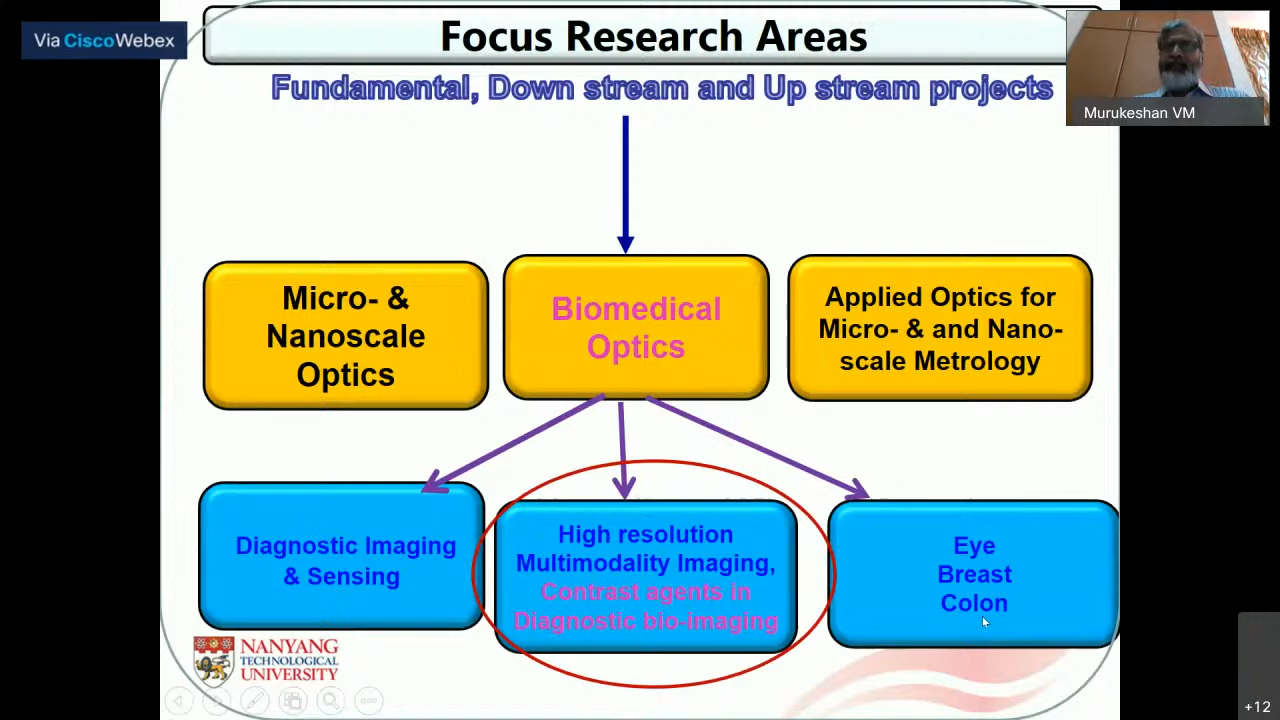 Via CiscoWebex
Focus Research Areas
Murukeshan VM
Fundamental, Down stream and Up stream projects
Micro- &
Nanoscale
Optics
Biomedical
Optics
Applied Optics for
Micro- & and Nano-
scale Metrology
Diagnostic Imaging
& Sensing
High resolution
Multimodality Imaging,
Contrast agents in
Diagnostic bio-imaging
Eye
Breast
Colon
NANYANG
TECHNOLOGICAL
UNIVERSITY
+12